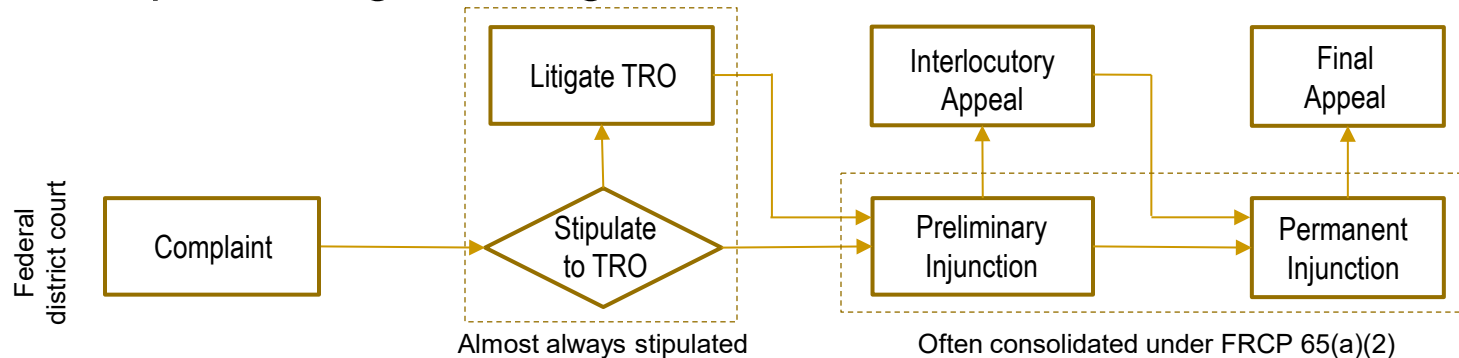 Litigate TRO
Interlocutory
Appeal
Final
Appeal
Federal
district court
Complaint
Stipulate
to TRO
Preliminary
Injunction
Permanent
Injunction
Almost always stipulated
Often consolidated under FRCP 65(a)(2)